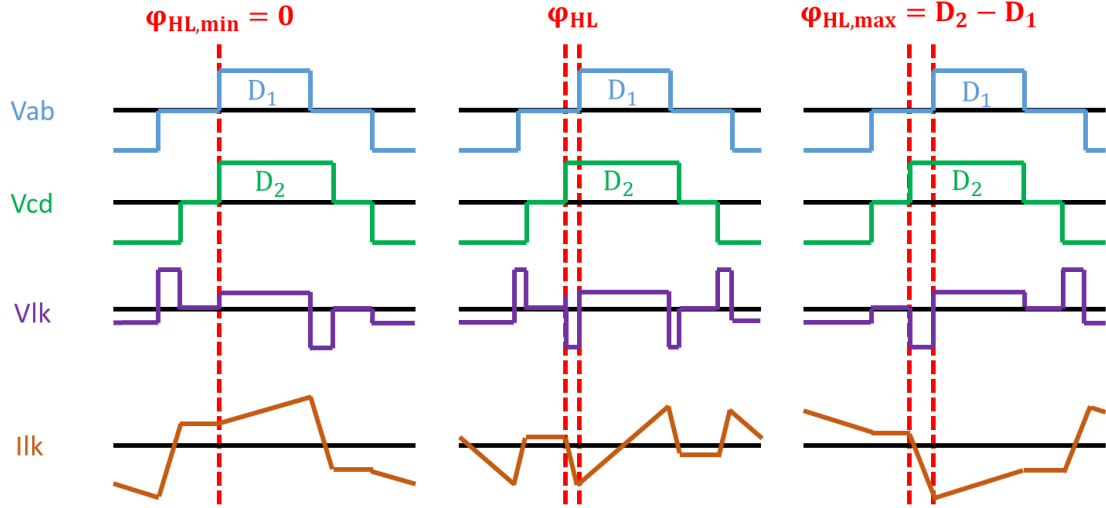 φHL,min = 0
φHL
φHL,max = D2 − D1
Vab
D1
D1
D1
Vcd
D2
D2
D2
Vlk
Ilk